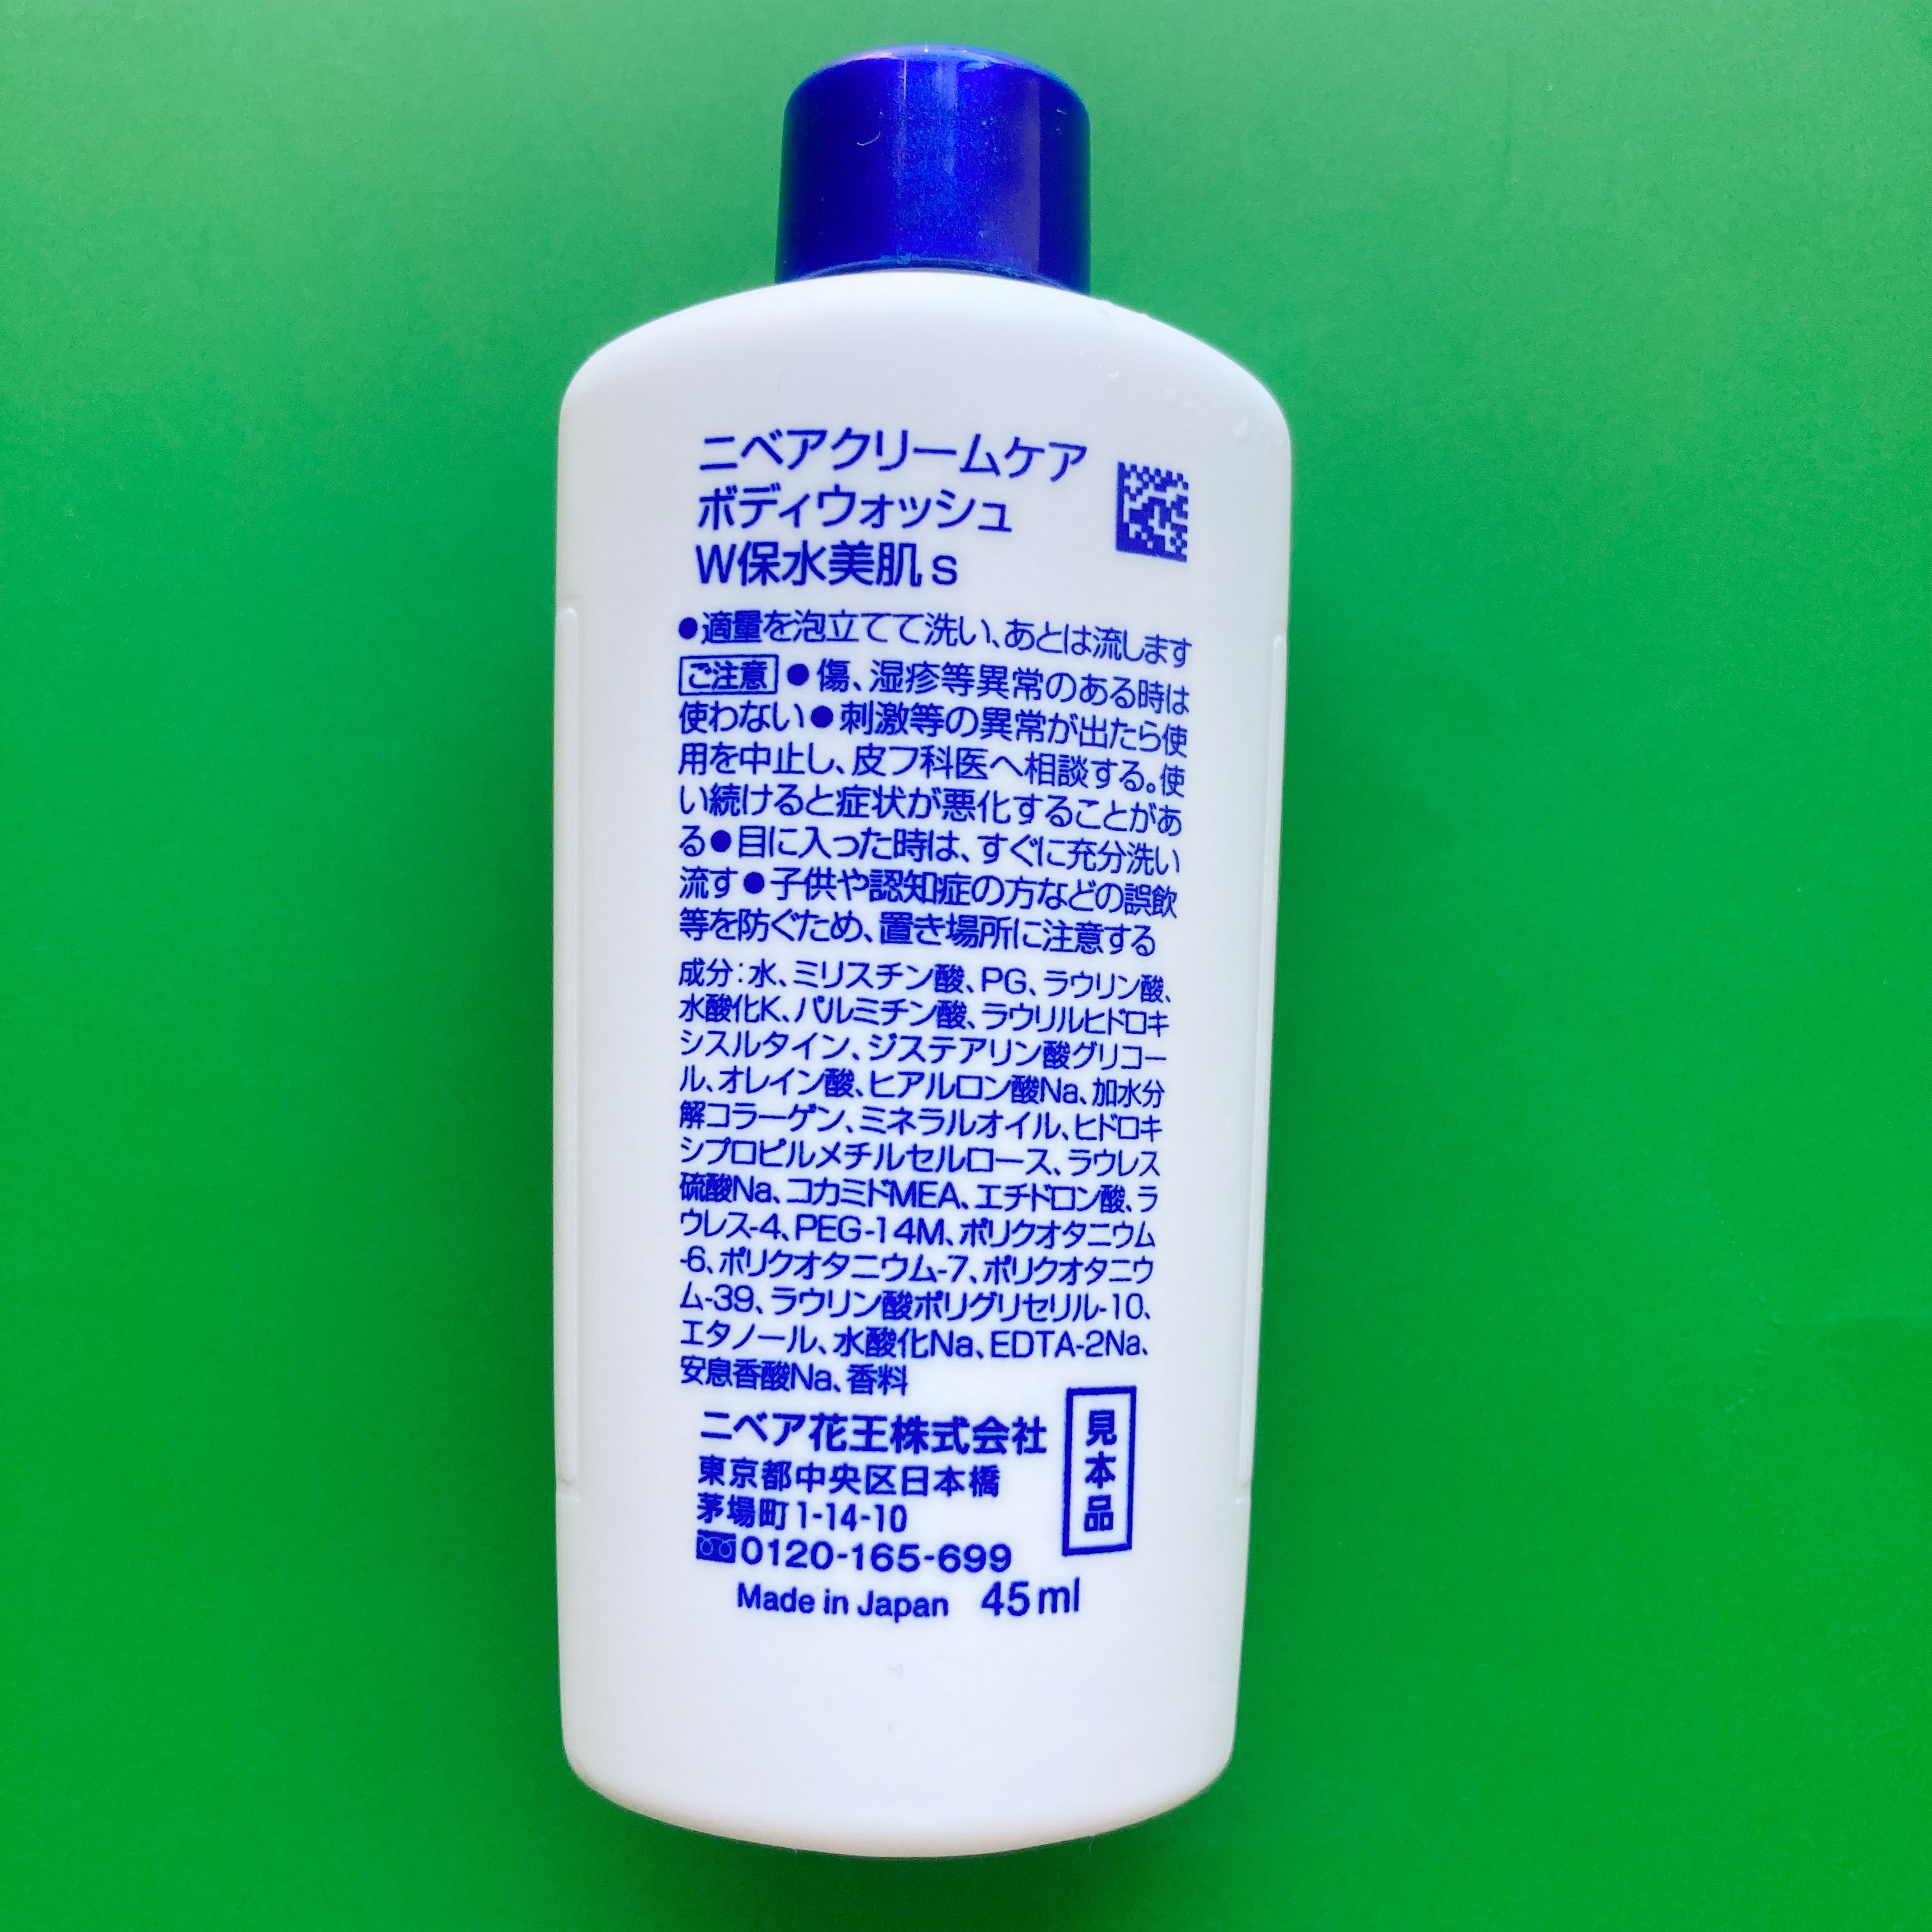 ニベアクリームケア
ボディウォッシュ
W保水美肌 s
●適量を泡立てて洗い、あとは流します
ご注意 ●傷、湿疹等異常のある時は
使わない●刺激等の異常が出たら使
用を中止し、皮フ科医へ相談する。使
い続けると症状が悪化することがあ
る●目に入った時は、すぐに充分洗い
流す●子供や認知症の方などの誤飲
等を防ぐため、置き場所に注意する
成分：水、ミリスチン酸、PG、ラウリン酸、
水酸化K、パルミチン酸、ラウリルヒドロキ
シスルタイン、ジステアリン酸グリコー
ル、オレイン酸、ヒアルロン酸Na、加水分
解コラーゲン、ミネラルオイル、ヒドロキ
シプロピルメチルセルロース、ラウレス
硫酸Na、コカミドMEA、エチドロン酸、ラ
ウレス-4、PEG-14M、ポリクオタニウム
-6、ポリクオタニウム-7、ポリクオタニウ
ム-39、ラウリン酸ポリグリセリル-10、
エタノール、水酸化Na、EDTA-2Na、
安息香酸Na、香料
ニベア花王株式会社
東京都中央区日本橋
茅場町1-14-10
0120-165-699
Made in Japan 45ml
見本品